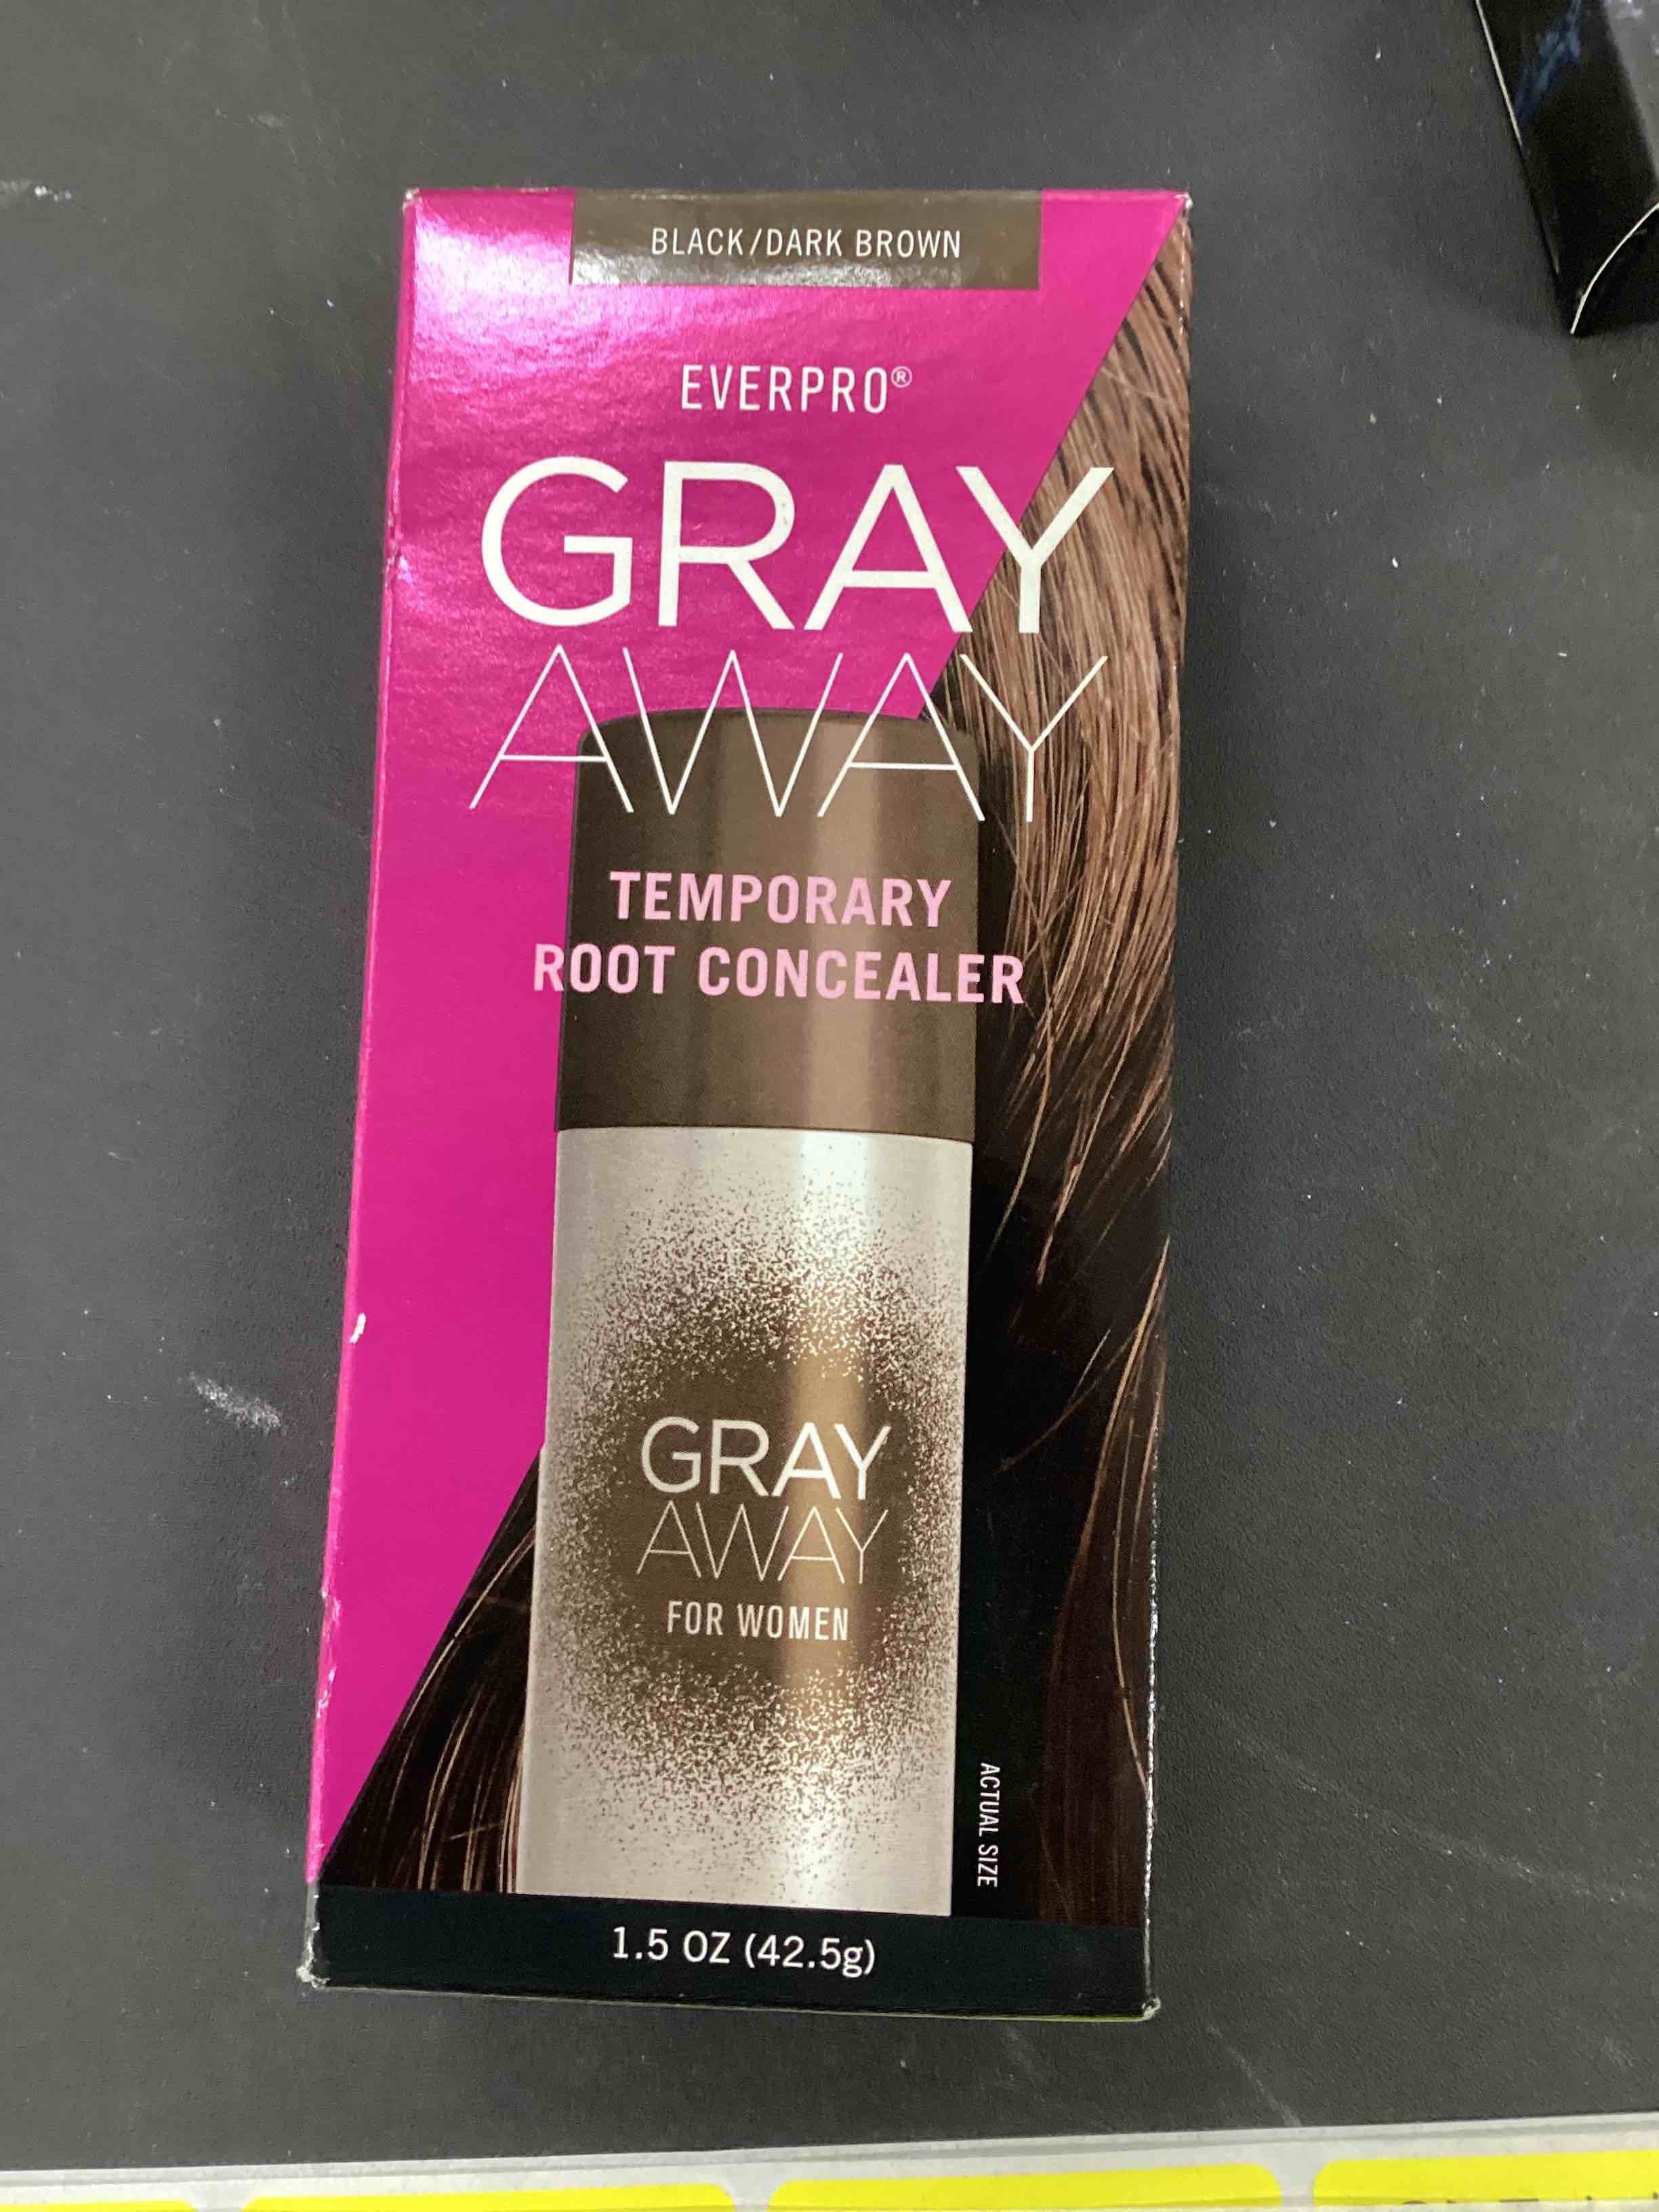 BLACK/DARK BROWN
EVERPRO®
GRAY
AWAY
TEMPORARY
ROOT CONCEALER
GRAY
AWAY
FOR WOMEN
ACTUAL SIZE
1.5 OZ (42.5g)